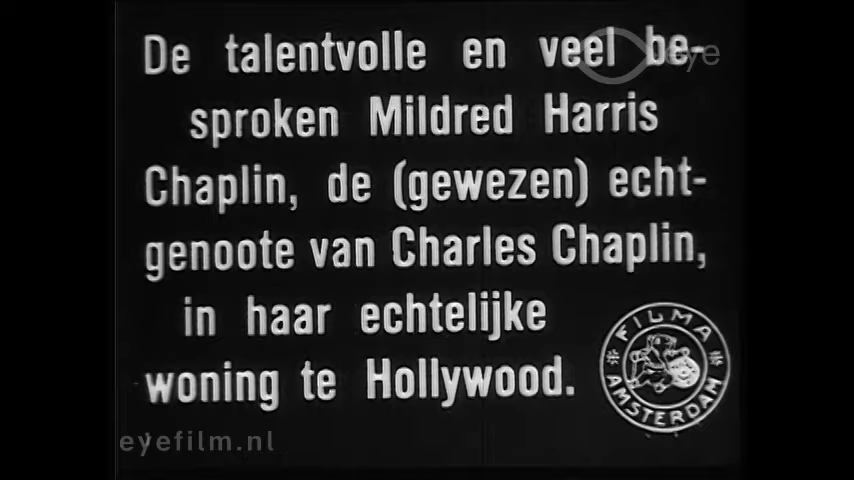 De talentvolle en veel be-
sproken Mildred Harris
Chaplin, de (gewezen) echt-
genoote van Charles Chaplin,
in haar echtelijke
woning te Hollywood.
FILMA
AMSTERDAM
eye
eyefilm.nl